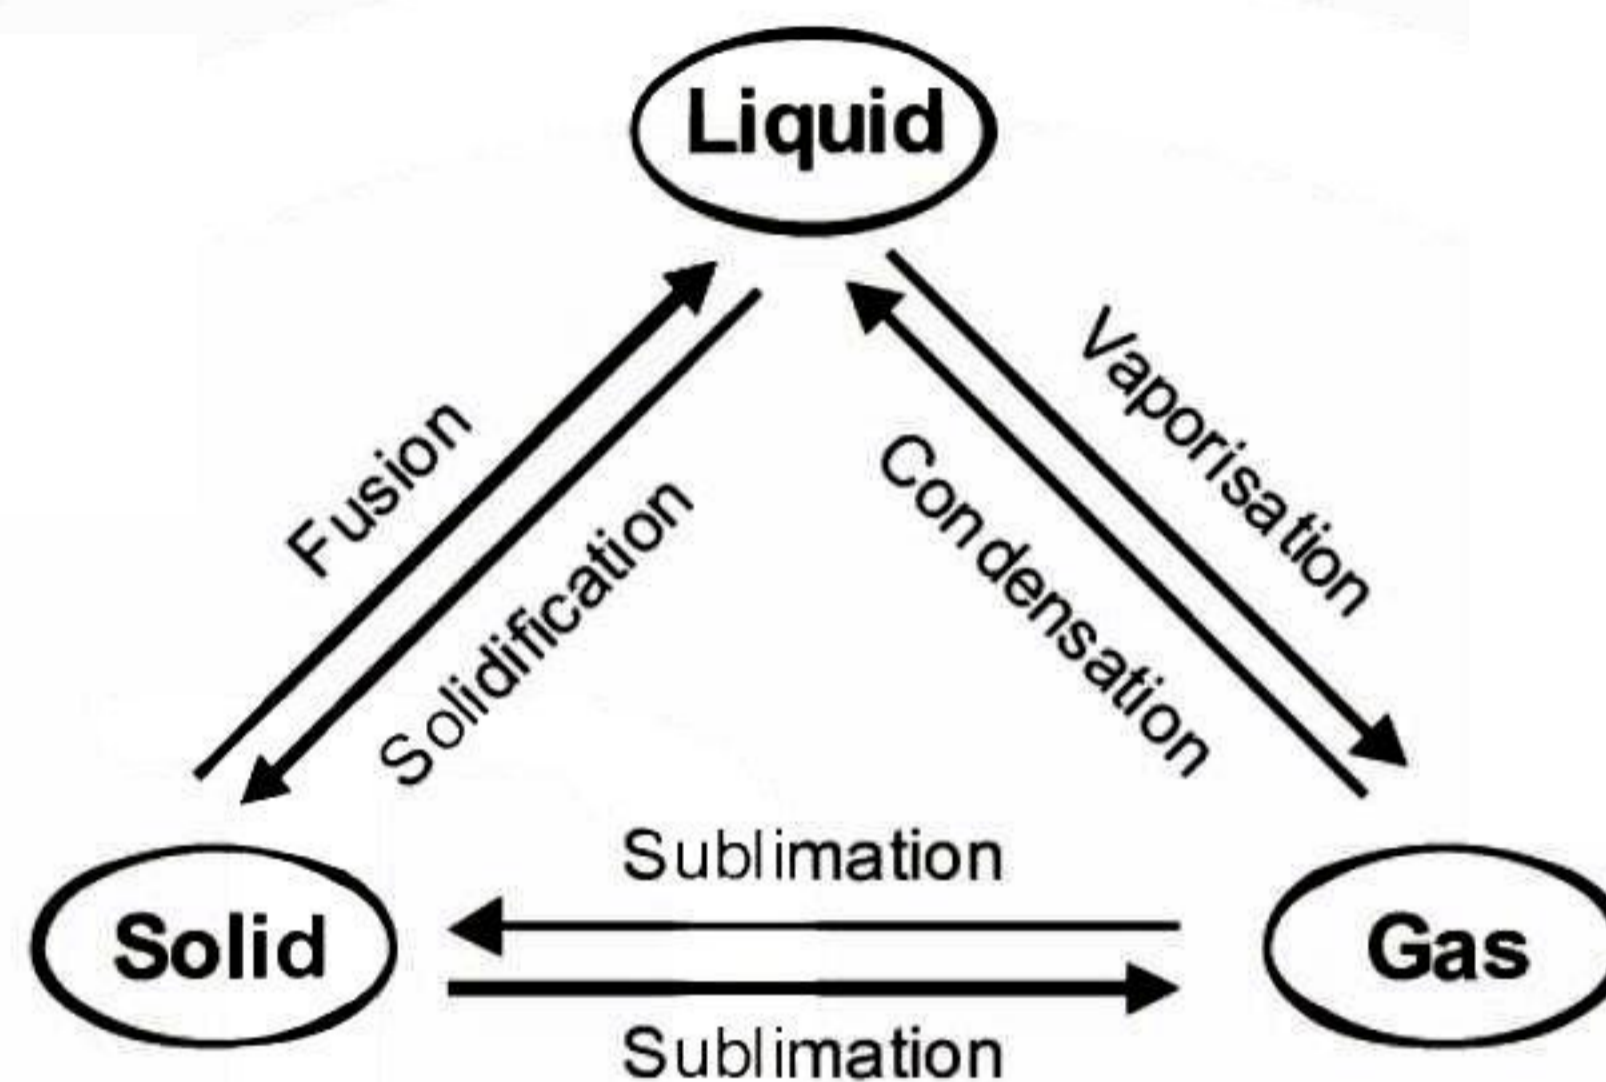 Liquid
Fusion
Solidification
Vaporisation
Condensation
Sublimation
Solid
Gas
Sublimation